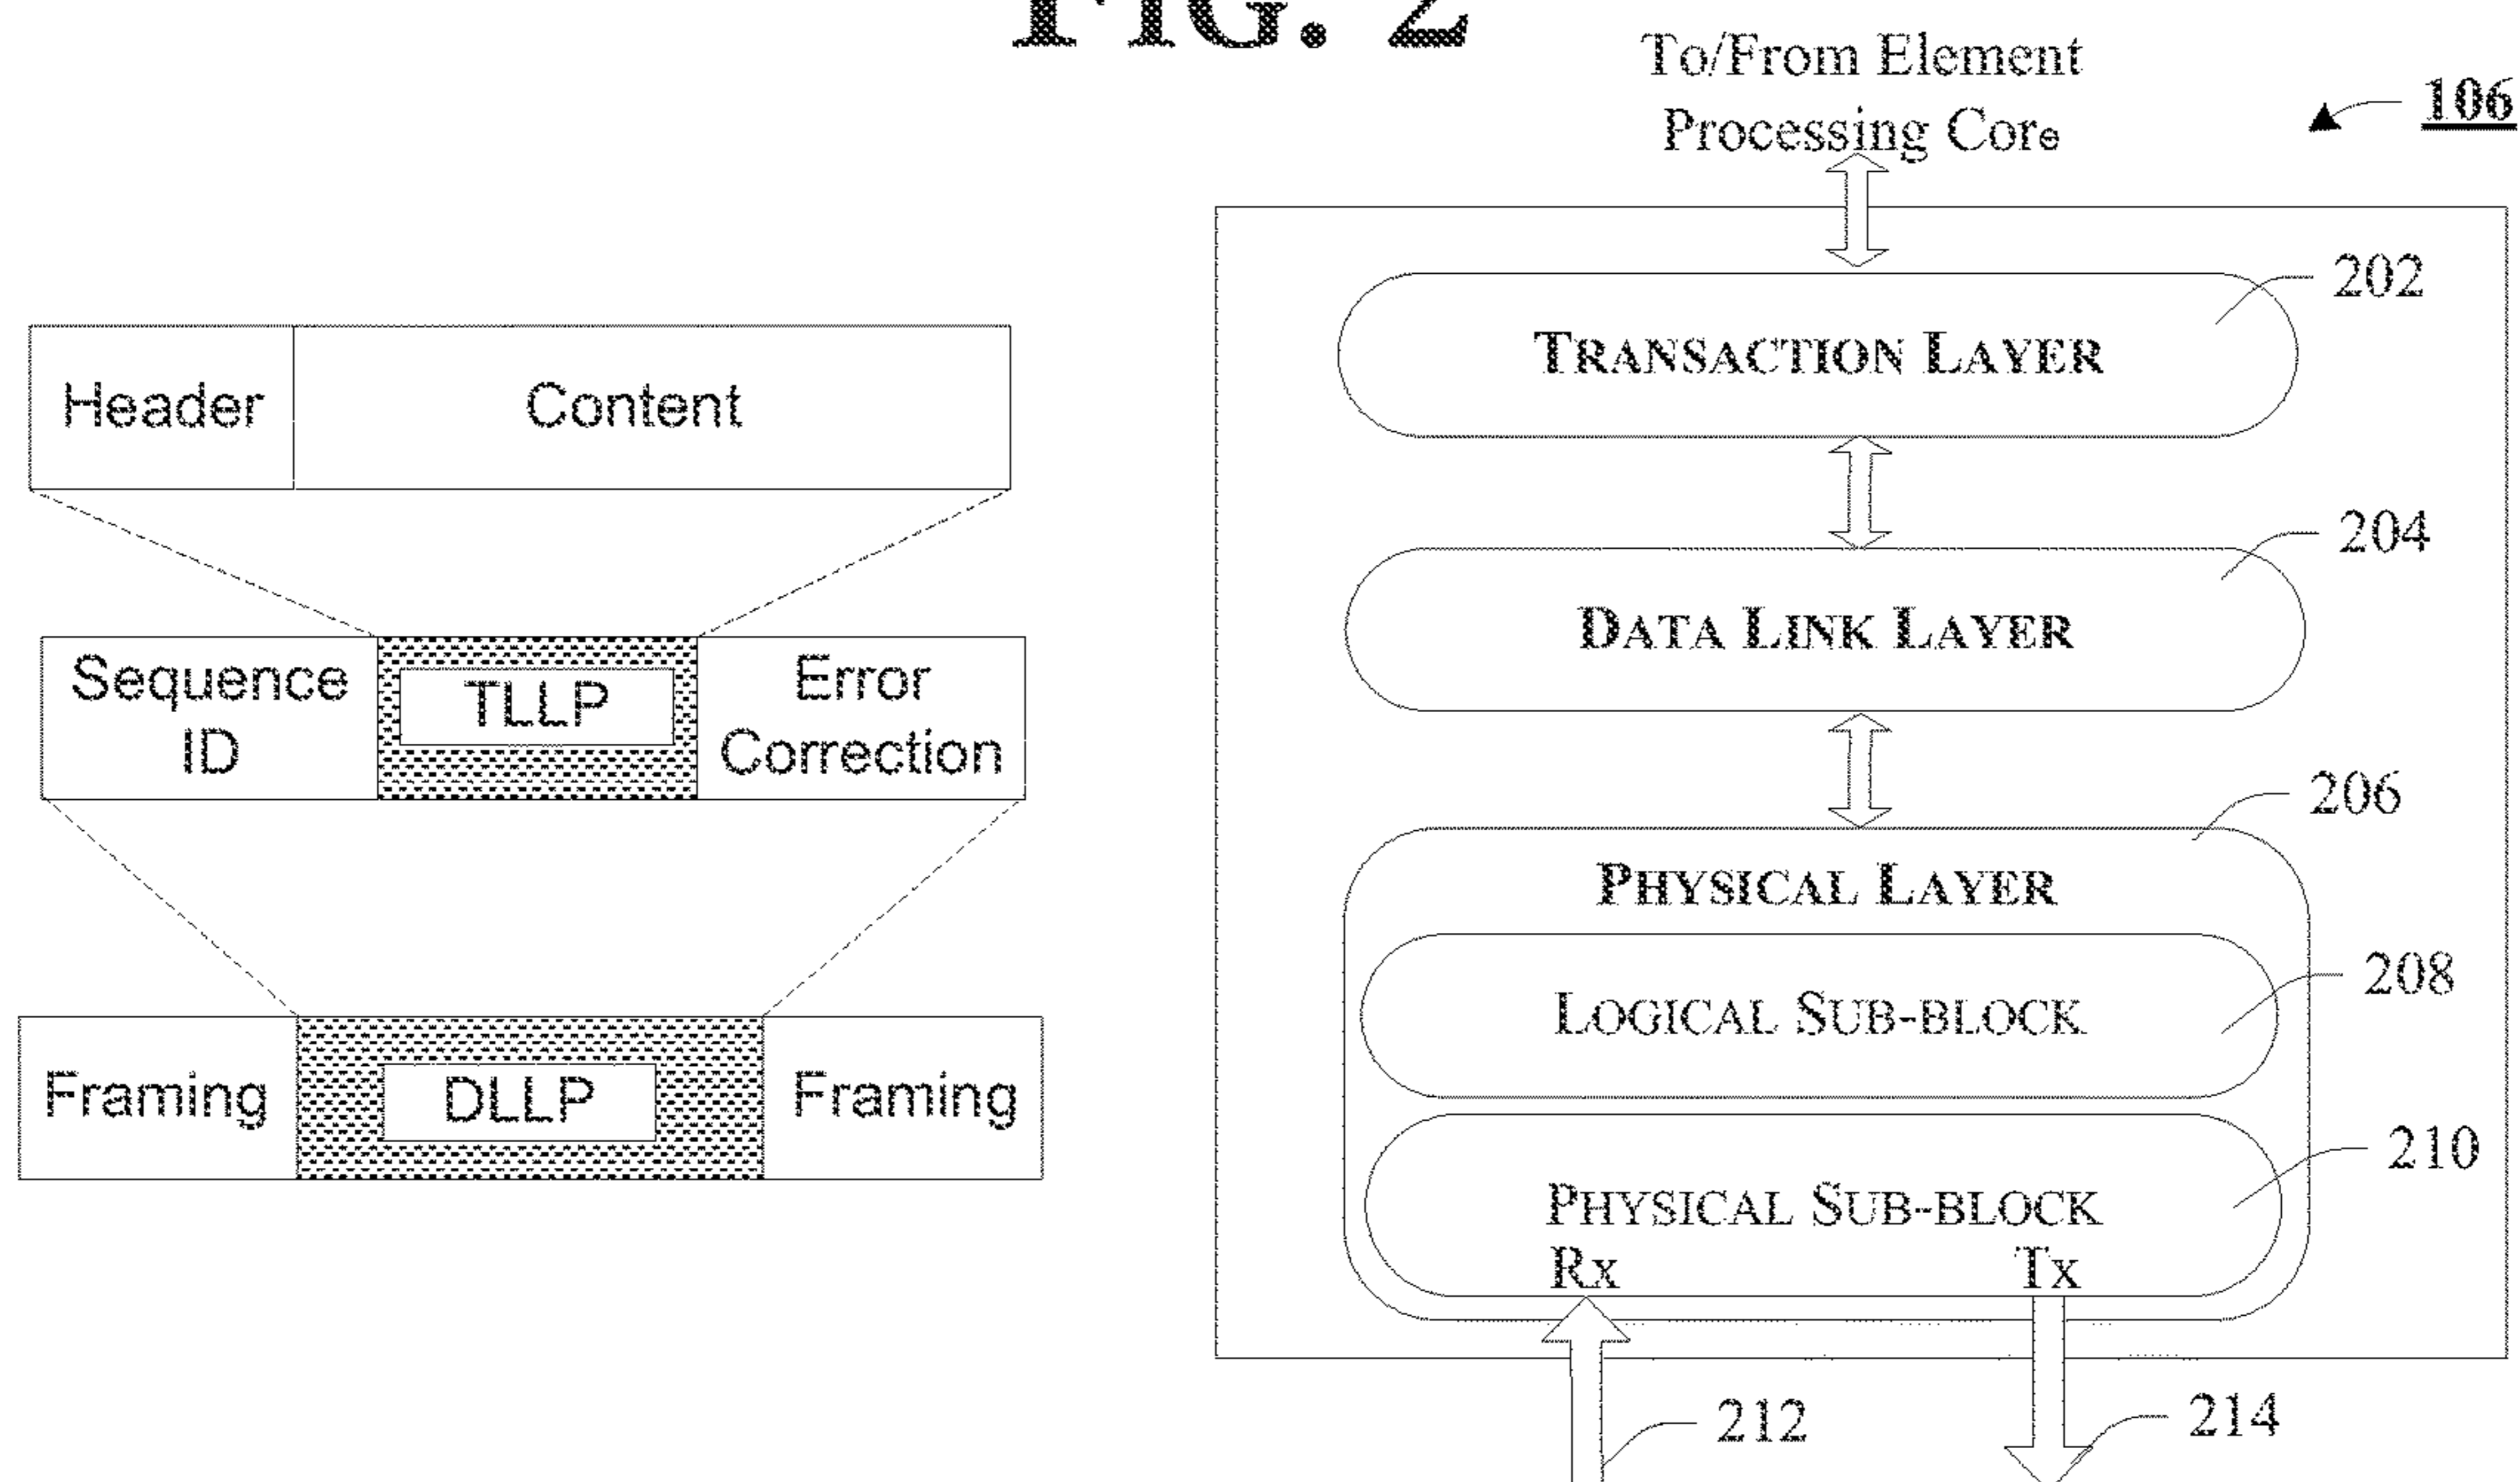 FIG. 2
To/From Element
Processing Core
106
202
TRANSACTION LAYER
Header
Content
204
DATA LINK LAYER
Sequence
ID
TLLP
Error
Correction
206
PHYSICAL LAYER
208
LOGICAL SUB-BLOCK
Framing
DLLP
Framing
210
PHYSICAL SUB-BLOCK
RX
TX
212
214